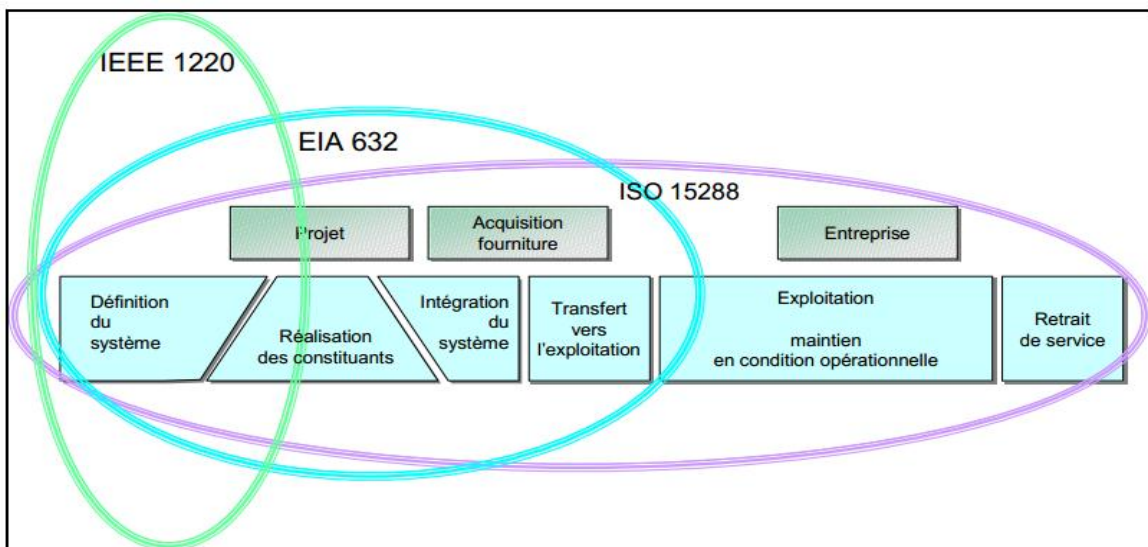 IEEE 1220
EIA 632
ISO 15288
Projet
Acquisition
fourniture
Entreprise
Définition
du
système
Réalisation
des constituants
Intégration
du
système
Transfert
vers
l'exploitation
Exploitation
maintien
en condition opérationnelle
Retrait
de service